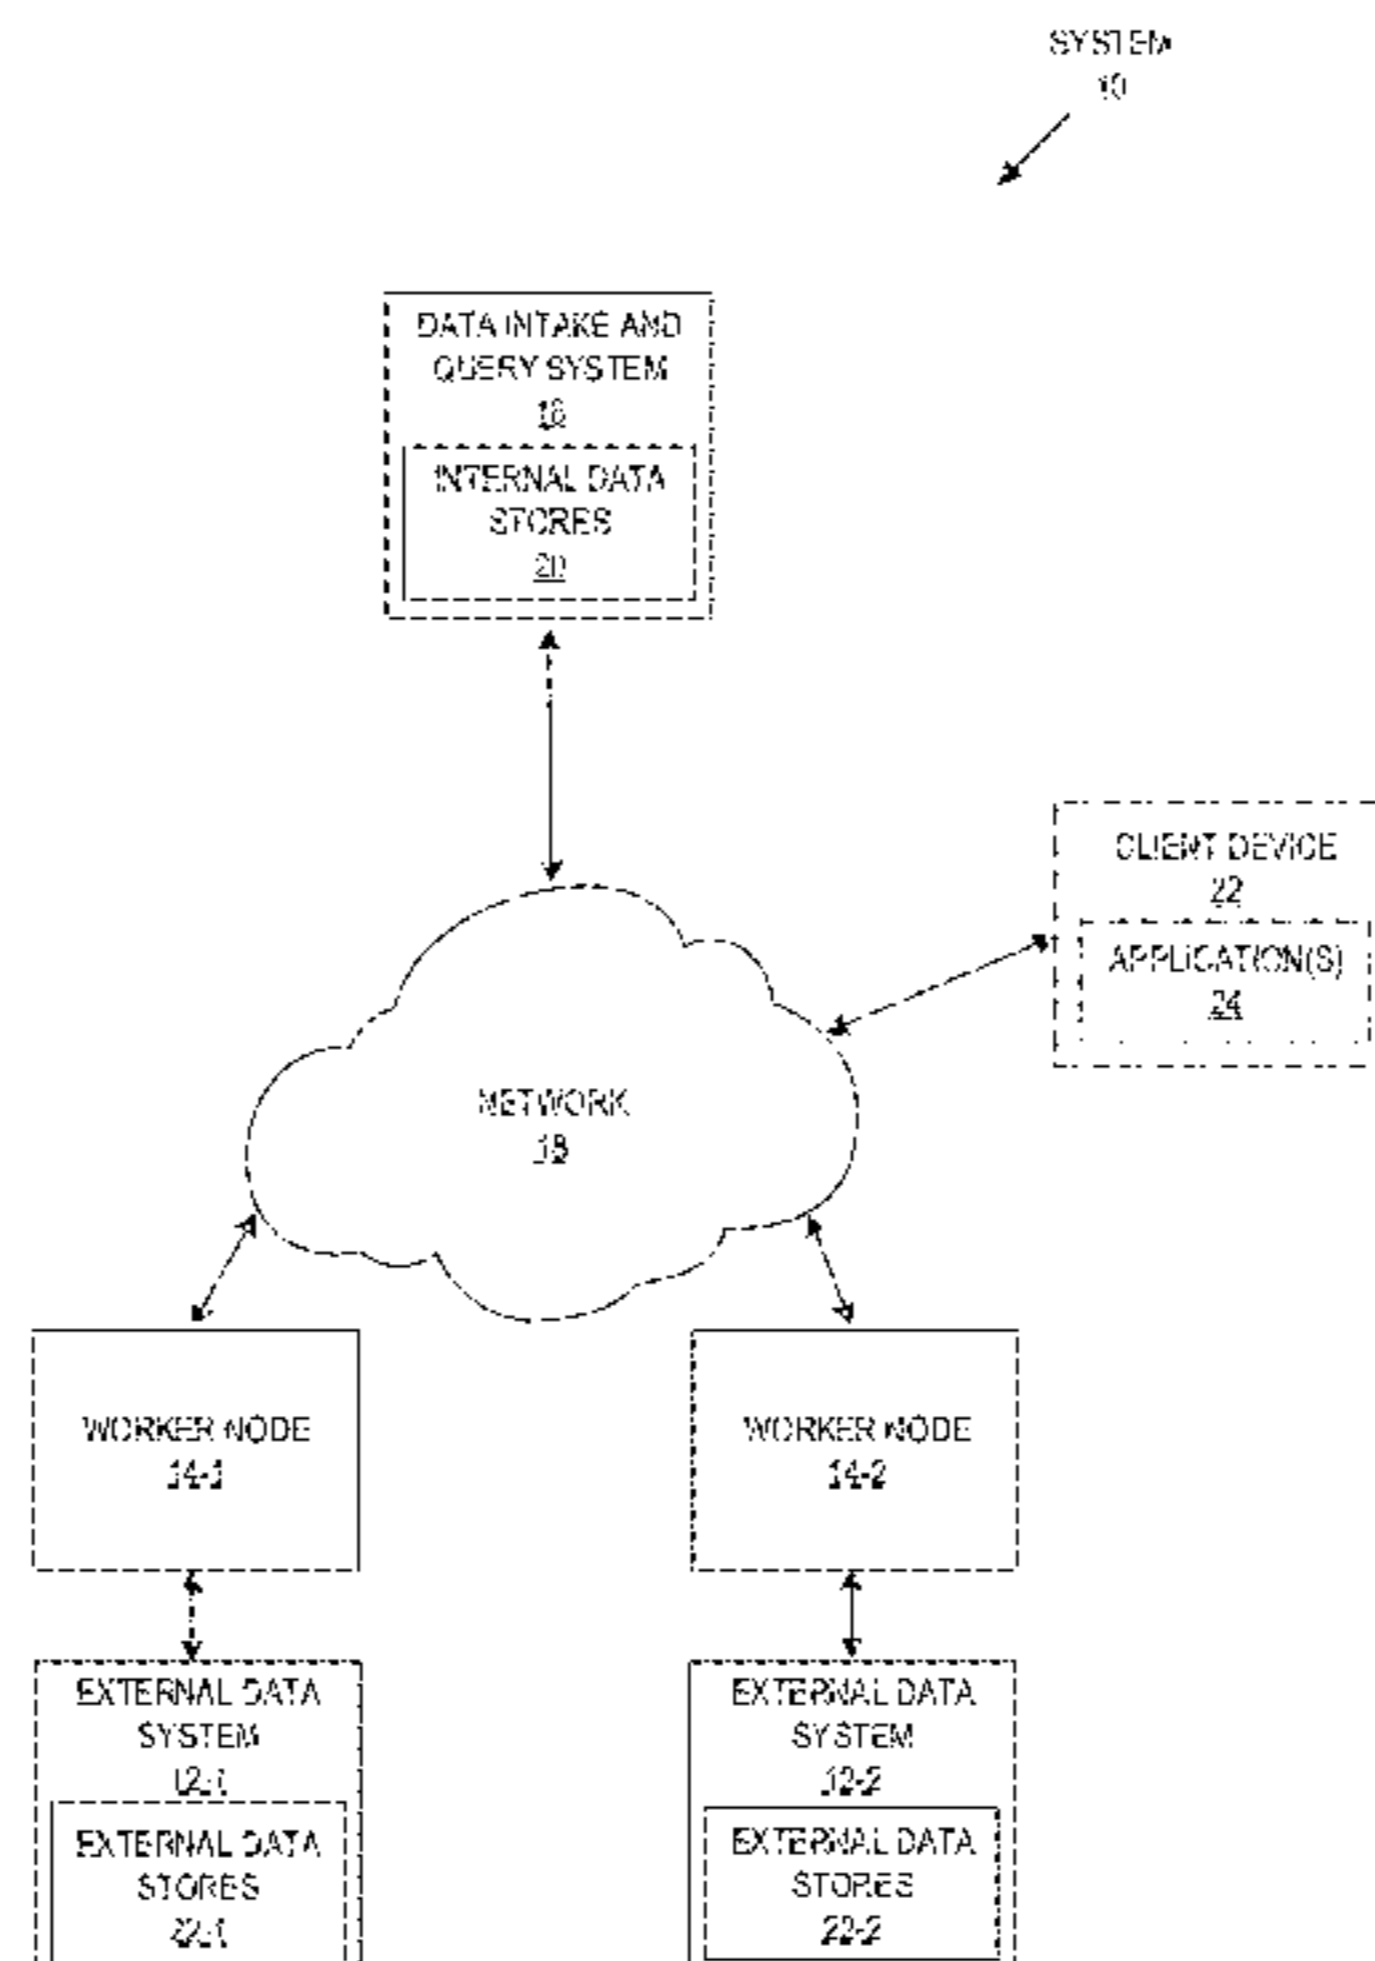 SYSTEM
10
DATA INTAKE AND
QUERY SYSTEM
INTERNAL DATA
STORES
20
CLIENT DEVICE
22
APPLICATION(S)
24
NETWORK
18
WORKER NODE
14-1
WORKER NODE
14-2
EXTERNAL DATA
SYSTEM
12-1
EXTERNAL DATA
STORES
22-1
EXTERNAL DATA
SYSTEM
12-2
EXTERNAL DATA
STORES
22-2